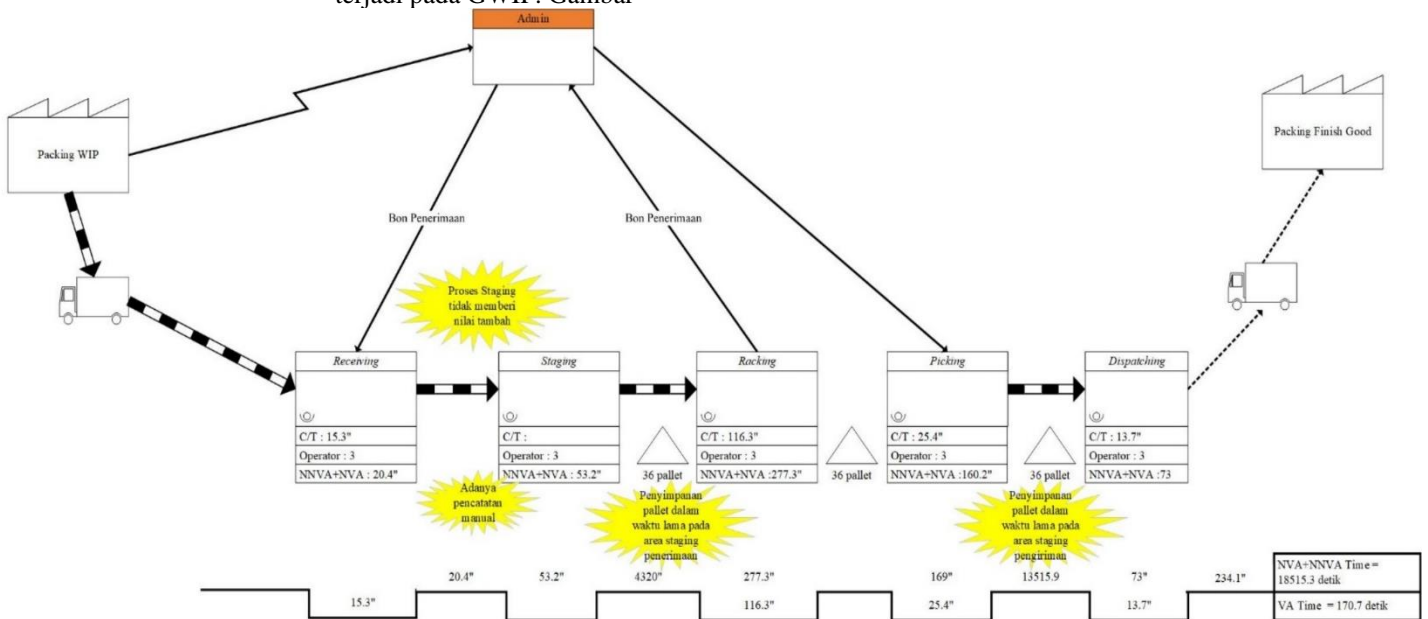 terjadi pada GWIP. Gambar
Admin
Packing WIP
Packing Finish Good
Bon Penerimaan
Bon Penerimaan
Proses Staging
tidak memberi
nilai tambah
Receiving
C/T : 15.3"
Operator : 3
NNVA+NVA : 20.4"
Staging
C/T :
Operator : 3
NNVA+NVA : 53.2"
Racking
C/T : 116.3"
Operator : 3
NNVA+NVA :277.3"
Picking
C/T : 25.4"
Operator : 3
NNVA+NVA :160.2"
Dispatching
C/T : 13.7"
Operator : 3
NNVA+NVA :73
36 pallet
36 pallet
36 pallet
Adanya
pencatatan
manual
Penyimpanan
pallet dalam
waktu lama pada
area staging
penerimaan
Penyimpanan
pallet dalam
waktu lama pada
area staging
pengiriman
20.4"
53.2"
4320"
277.3"
169"
13515.9
73"
234.1"
15.3"
116.3"
25.4"
13.7"
NVA+NNVA Time =
18515.3 detik
VA Time = 170.7 detik